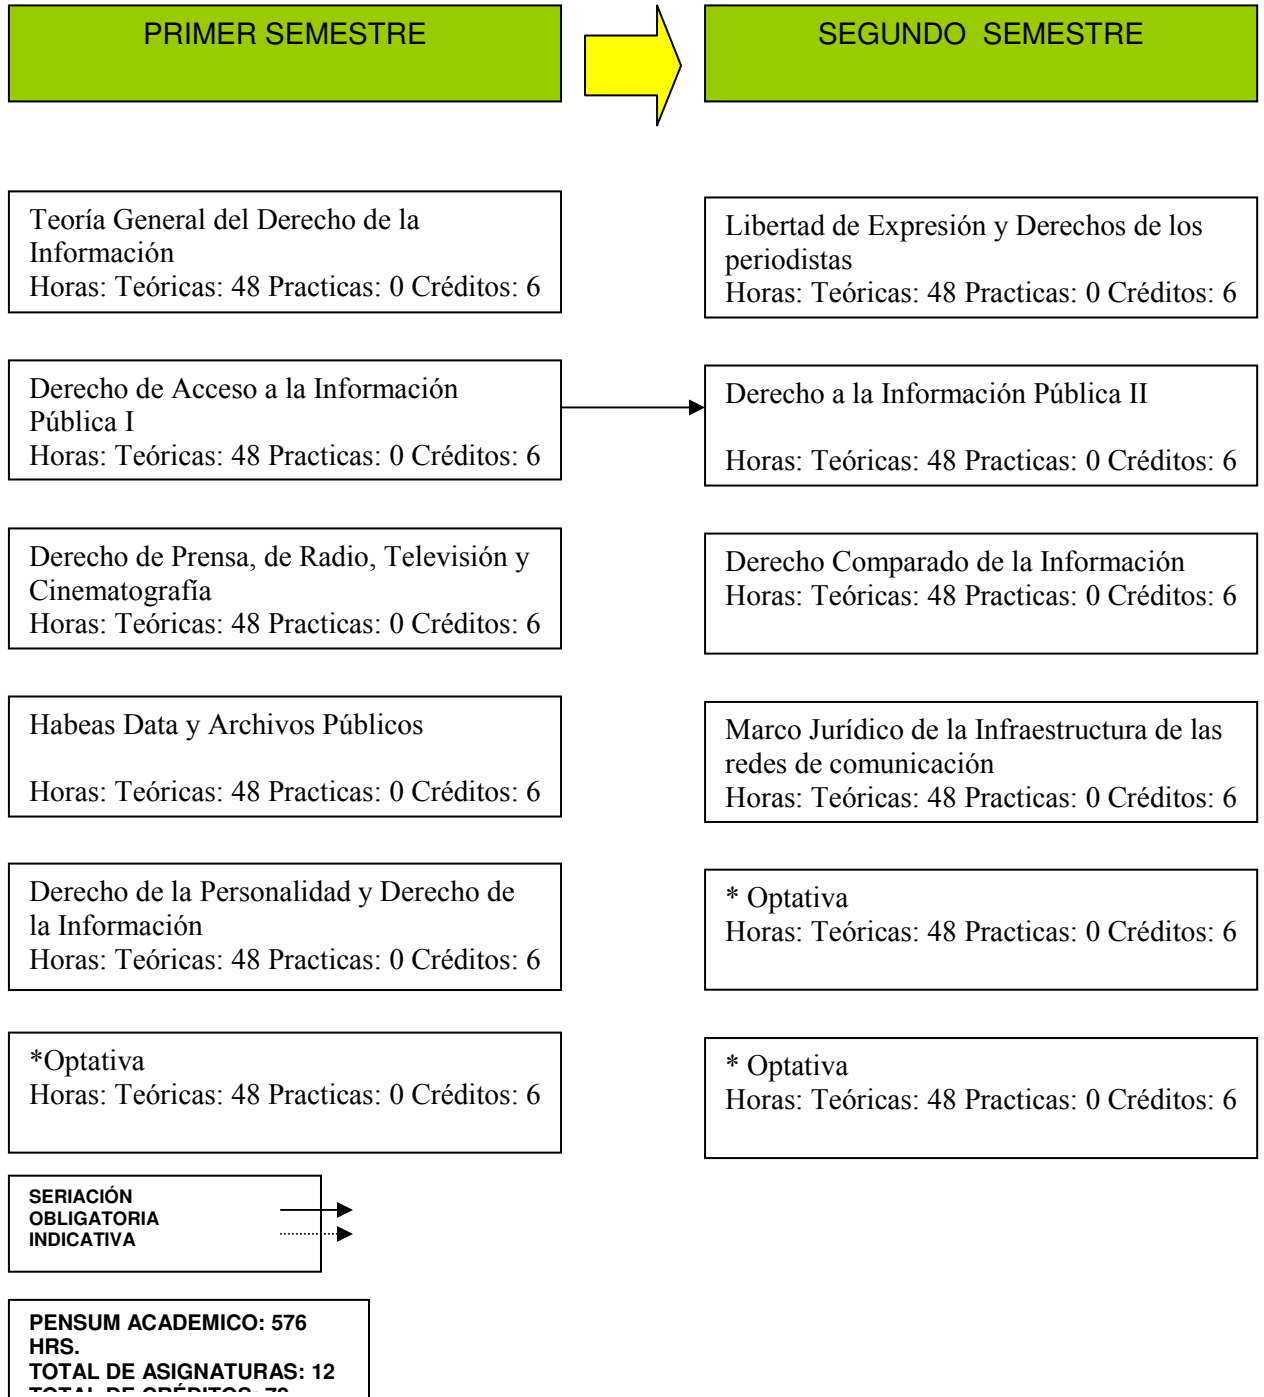 PRIMER SEMESTRE
SEGUNDO SEMESTRE
Teoría General del Derecho de la
Información
Horas: Teóricas: 48 Practicas: 0 Créditos: 6
Libertad de Expresión y Derechos de los
periodistas
Horas: Teóricas: 48 Practicas: 0 Créditos: 6
Derecho de Acceso a la Información
Pública I
Horas: Teóricas: 48 Practicas: 0 Créditos: 6
Derecho a la Información Pública II
Horas: Teóricas: 48 Practicas: 0 Créditos: 6
Derecho de Prensa, de Radio, Televisión y
Cinematografía
Horas: Teóricas: 48 Practicas: 0 Créditos: 6
Derecho Comparado de la Información
Horas: Teóricas: 48 Practicas: 0 Créditos: 6
Habeas Data y Archivos Públicos
Horas: Teóricas: 48 Practicas: 0 Créditos: 6
Marco Jurídico de la Infraestructura de las
redes de comunicación
Horas: Teóricas: 48 Practicas: 0 Créditos: 6
Derecho de la Personalidad y Derecho de
la Información
Horas: Teóricas: 48 Practicas: 0 Créditos: 6
* Optativa
Horas: Teóricas: 48 Practicas: 0 Créditos: 6
*Optativa
Horas: Teóricas: 48 Practicas: 0 Créditos: 6
* Optativa
Horas: Teóricas: 48 Practicas: 0 Créditos: 6
SERIACIÓN
OBLIGATORIA
INDICATIVA
PENSUM ACADEMICO: 576
HRS.
TOTAL DE ASIGNATURAS: 12
TOTAL DE CRÉDITOS: